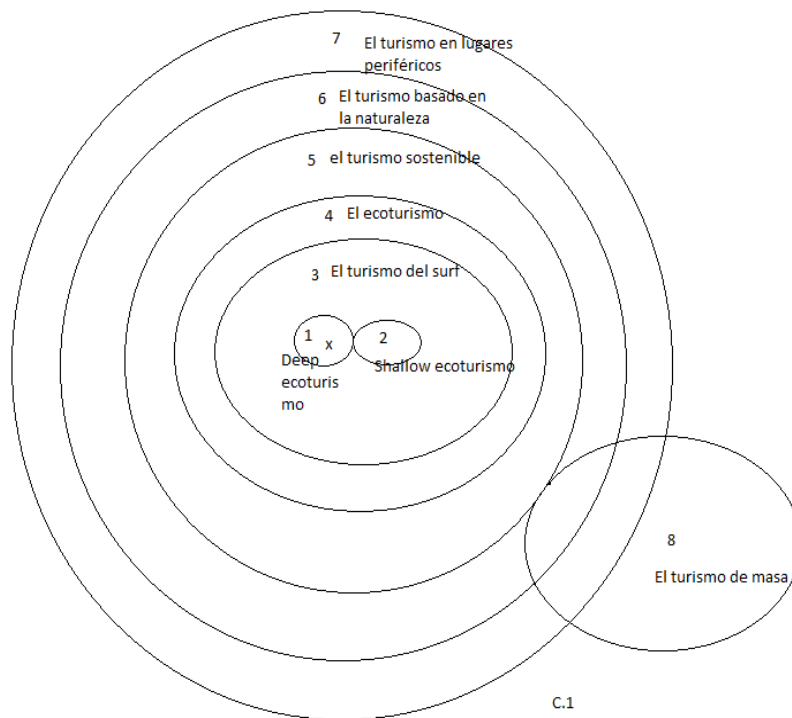 7 El turismo en lugares
periféricos
6 El turismo basado en
la naturaleza
5 el turismo sostenible
4 El ecoturismo
3 El turismo del surf
1 x
2
Deep
ecoturis
mo
Shallow ecoturismo
8
El turismo de masa
C.1